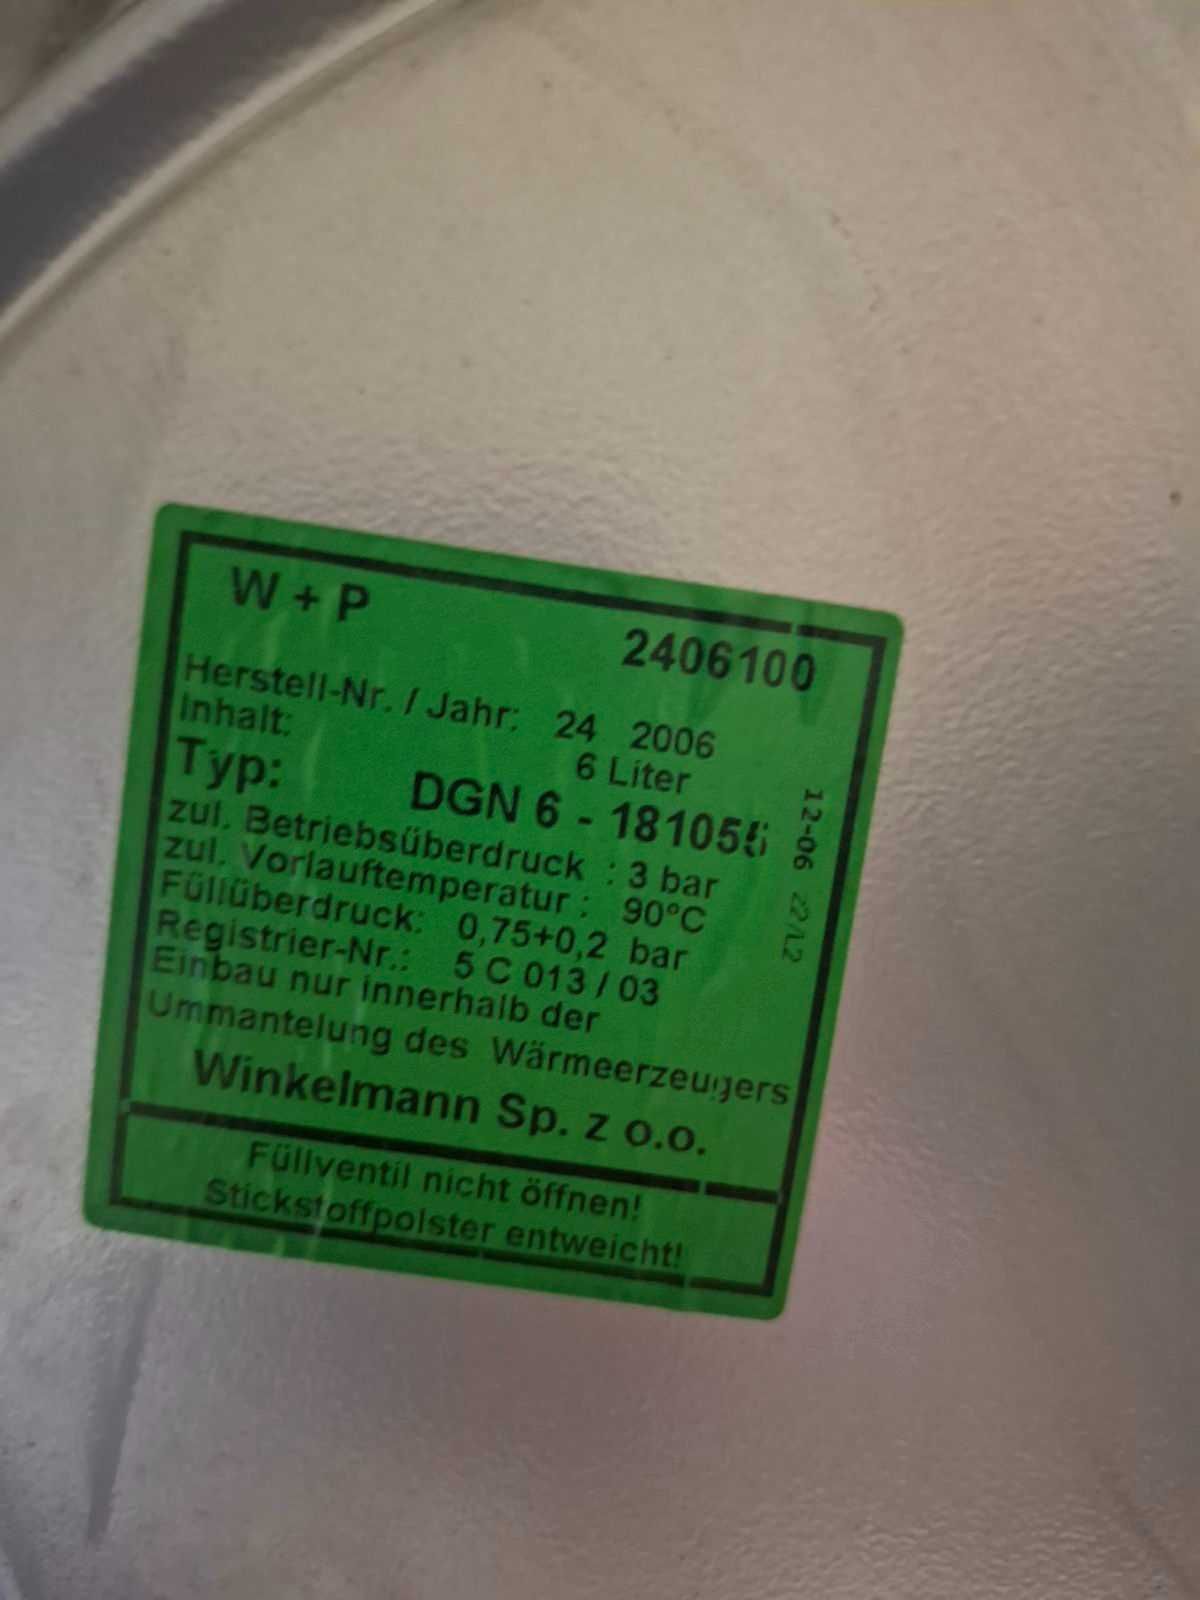 W + P
2406100
Herstell-Nr. / Jahr: 24 2006
Inhalt: 6 Liter
Typ: DGN 6 - 181055
zul. Betriebsüberdruck : 3 bar
zul. Vorlauftemperatur : 90°C
Füllüberdruck: 0,75+0,2 bar
Registrier-Nr.: 5 C 013 / 03
Einbau nur innerhalb der
Ummantelung des Wärmeerzeugers
Winkelmann Sp. z o.o.
Füllventil nicht öffnen!
Stickstoffpolster entweicht!
12-06 22/12